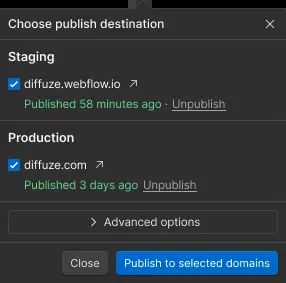 Choose publish destination
Staging
diffuze.webflow.io
Published 58 minutes ago · Unpublish
Production
diffuze.com
Published 3 days ago Unpublish
Advanced options
Close
Publish to selected domains